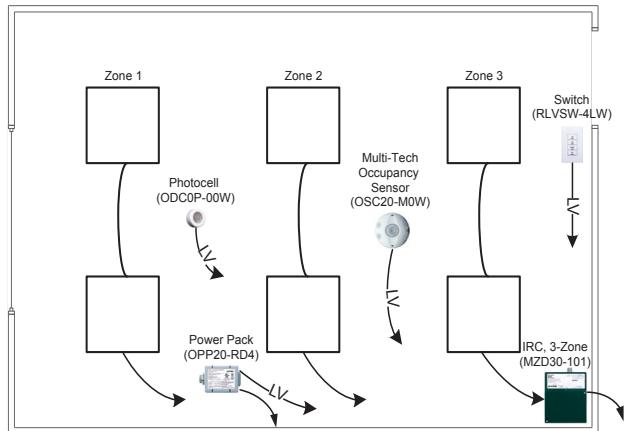 Zone 1
Zone 2
Zone 3
Switch
(RLVSW-4LW)
Multi-Tech
Occupancy
Sensor
(OSC20-M0W)
Photocell
(ODC0P-00W)
LV
LV
LV
Power Pack
(OPP20-RD4)
LV
IRC, 3-Zone
(MZD30-101)